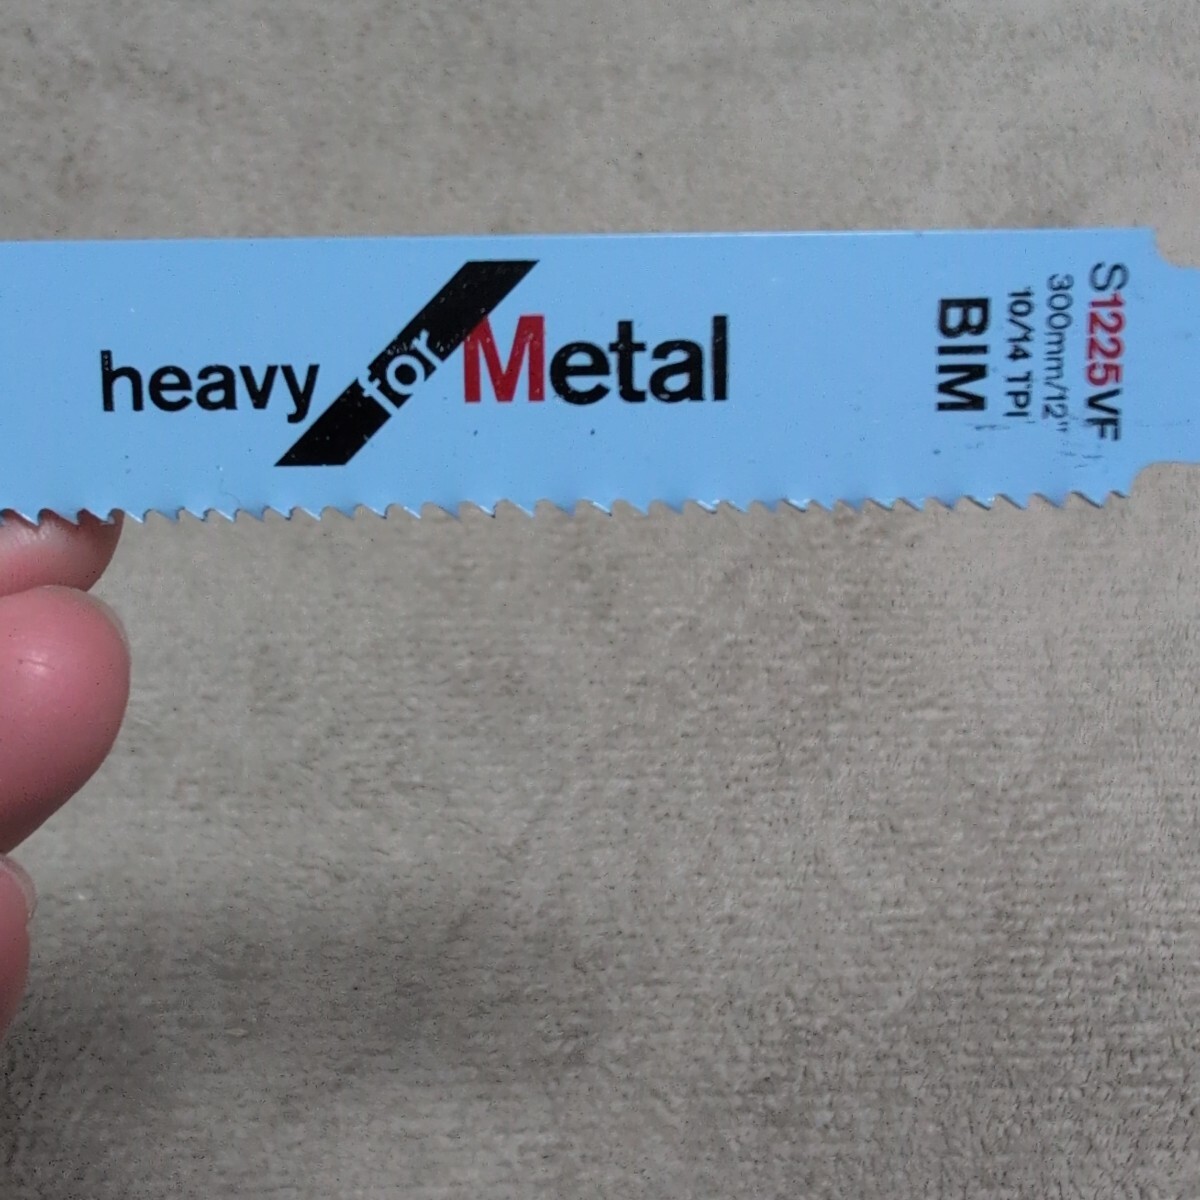 heavy for Metal
S1225VF
300mm/12"
10/14 TPI
BIM